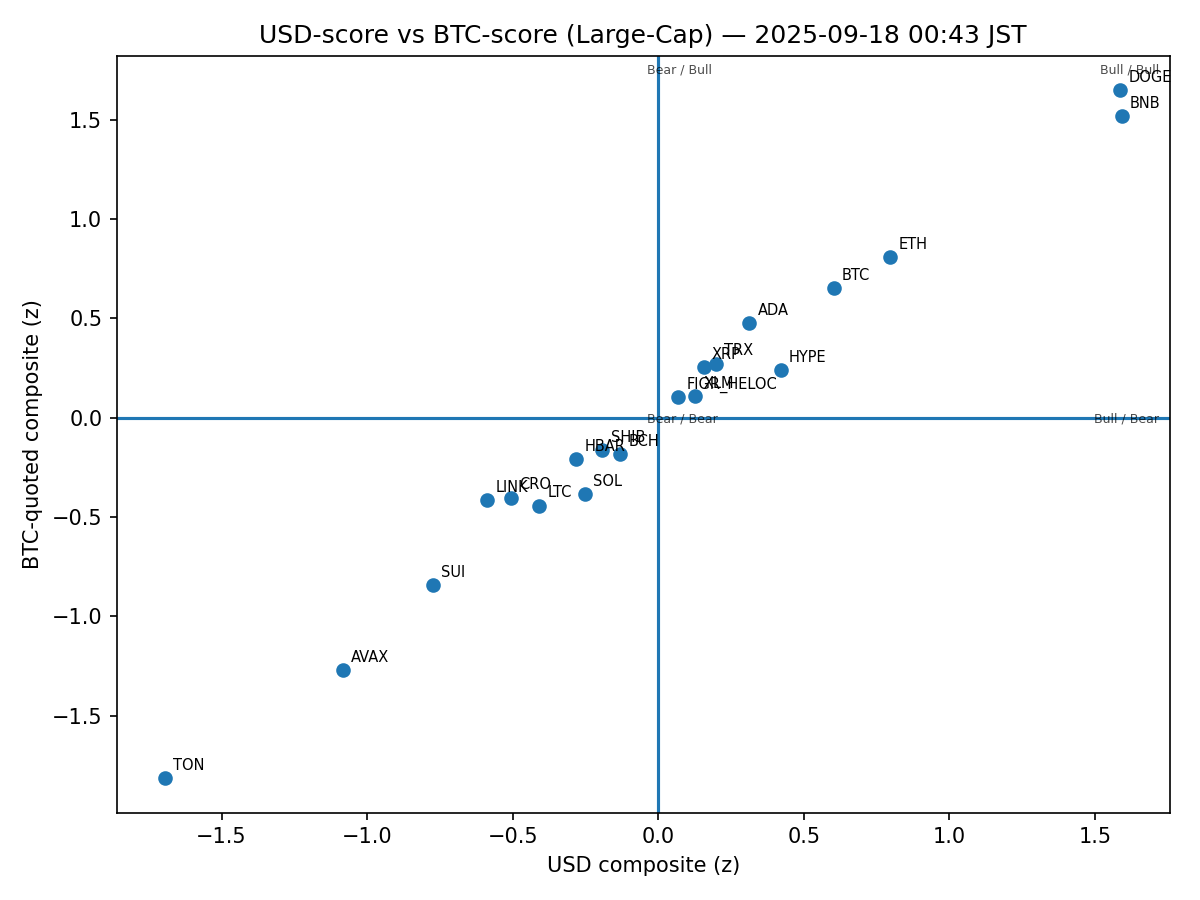 USD-score vs BTC-score (Large-Cap) — 2025-09-18 00:43 JST
Bear / Bull
Bull / Bull
DOGE
BNB
ETH
BTC
ADA
TRX
XRP
HYPE
FIGR_HELOC
XLM
Bear / Bear
Bull / Bear
SHIB
BCH
HBAR
SOL
LINK
CRO
LTC
SUI
AVAX
TON
1.5
1.0
0.5
0.0
−0.5
−1.0
−1.5
BTC-quoted composite (z)
−1.5
−1.0
−0.5
0.0
0.5
1.0
1.5
USD composite (z)